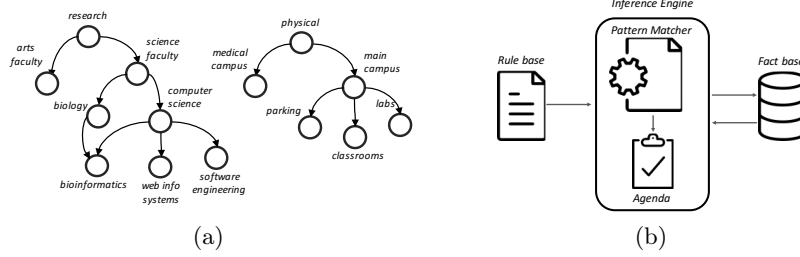 research
arts
faculty
science
faculty
biology
computer
science
bioinformatics
web info
systems
software
engineering
physical
medical
campus
main
campus
parking
labs
classrooms
(a)
Inference Engine
Pattern Matcher
Rule base
Fact base
Agenda
(b)